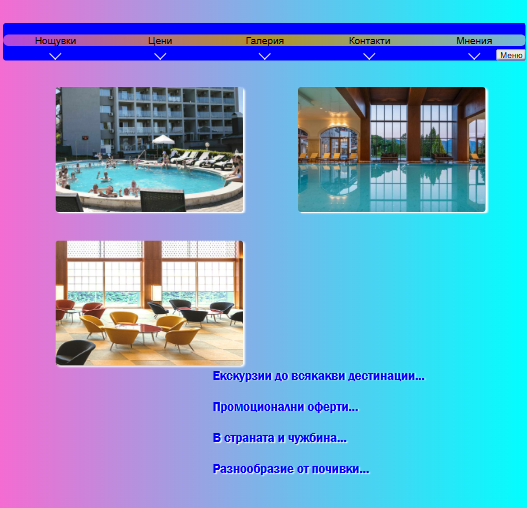 Нощувки Цени Галерия Контакти Мнения
Меню
Екскурзии до всякакви дестинации...
Промоционални оферти...
В страната и чужбина...
Разнообразие от почивки...